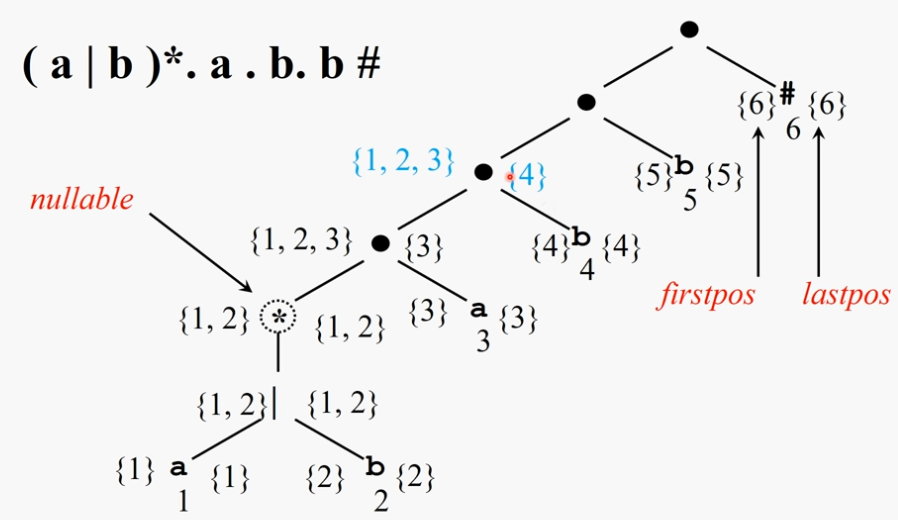 ( a | b )*. a . b. b #
{6} # {6}
6
{1, 2, 3} {4}
{5} b {5}
5
nullable
{1, 2, 3} {3}
{4} b {4}
4
firstpos lastpos
{1, 2} * {1, 2}
{3} a {3}
3
{1, 2} | {1, 2}
{1} a {1}
1
{2} b {2}
2